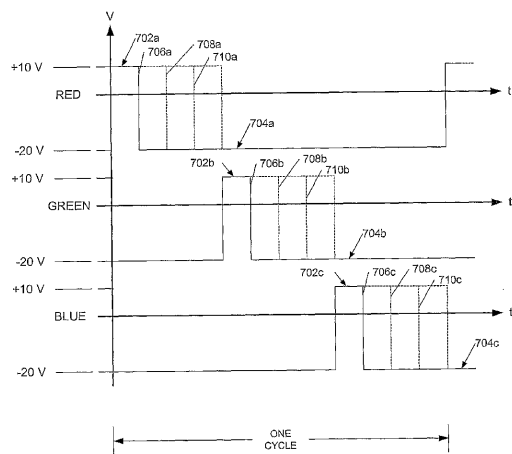 V
702a
706a
708a
710a
+10 V
RED
t
704a
-20 V
702b
706b
708b
710b
+10 V
GREEN
t
704b
-20 V
702c
706c
708c
710c
+10 V
BLUE
t
704c
-20 V
ONE
CYCLE